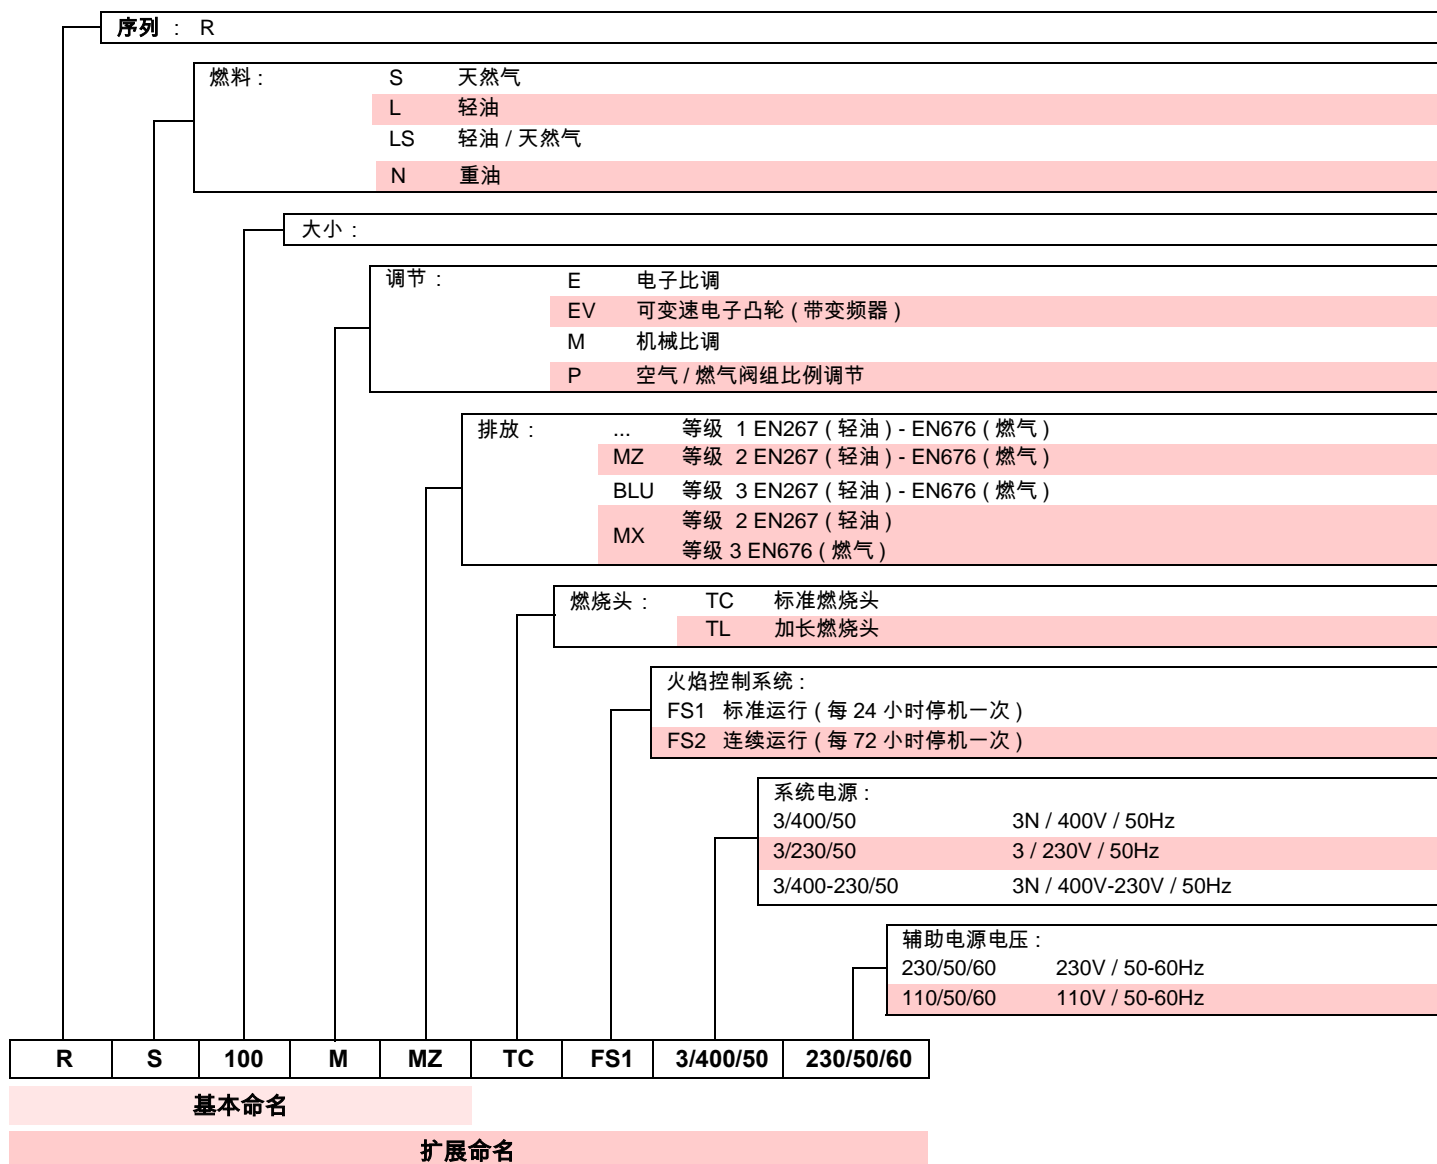 序列 : R
燃料 : S 天然气
L 轻油
LS 轻油 / 天然气
N 重油
大小 :
调节 : E 电子比调
EV 可变速电子凸轮 ( 带变频器 )
M 机械比调
P 空气 / 燃气阀组比例调节
排放 : ... 等级 1 EN267 ( 轻油 ) - EN676 ( 燃气 )
MZ 等级 2 EN267 ( 轻油 ) - EN676 ( 燃气 )
BLU 等级 3 EN267 ( 轻油 ) - EN676 ( 燃气 )
MX 等级 2 EN267 ( 轻油 )
等级 3 EN676 ( 燃气 )
燃烧头 : TC 标准燃烧头
TL 加长燃烧头
火焰控制系统 :
FS1 标准运行 ( 每 24 小时停机一次 )
FS2 连续运行 ( 每 72 小时停机一次 )
系统电源 :
3/400/50 3N / 400V / 50Hz
3/230/50 3 / 230V / 50Hz
3/400-230/50 3N / 400V-230V / 50Hz
辅助电源电压 :
230/50/60 230V / 50-60Hz
110/50/60 110V / 50-60Hz
R S 100 M MZ TC FS1 3/400/50 230/50/60
基本命名
扩展命名